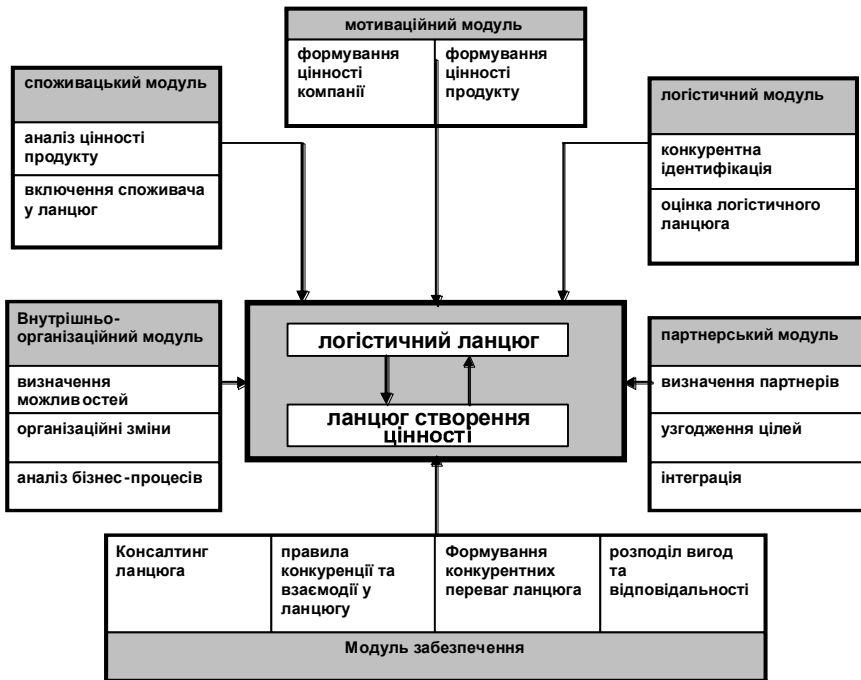 мотиваційний модуль
формування
цінності
компанії
формування
цінності
продукту
споживацький модуль
аналіз цінності
продукту
включення споживача
у ланцюг
логістичний модуль
конкурентна
ідентифікація
оцінка логістичного
ланцюга
Внутрішньо-
організаційний модуль
визначення
можлив остей
організаційні зміни
аналіз бізнес-процесів
логістичний ланцюг
ланцюг створення
цінності
партнерський модуль
визначення партнерів
узгодження цілей
інтеграція
Консалтинг
ланцюга
правила
конкуренції та
взаємодії у
ланцюгу
Формування
конкурентних
переваг ланцюга
розподіл вигод
та
відповідальності
Модуль забезпечення